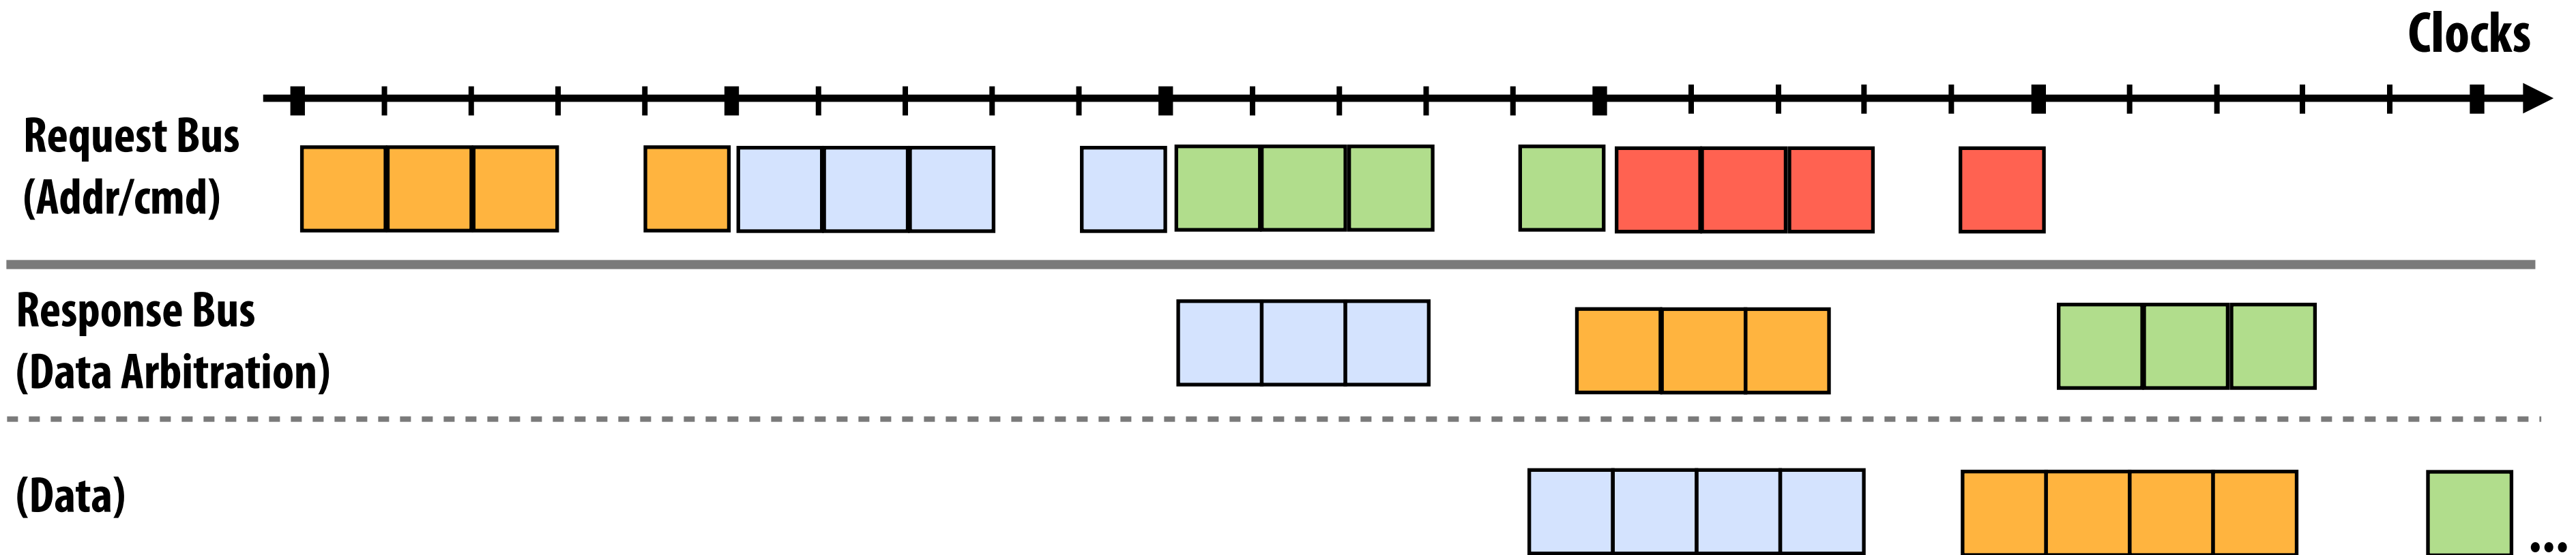 Clocks
Request Bus
(Addr/cmd)
Response Bus
(Data Arbitration)
(Data)
...